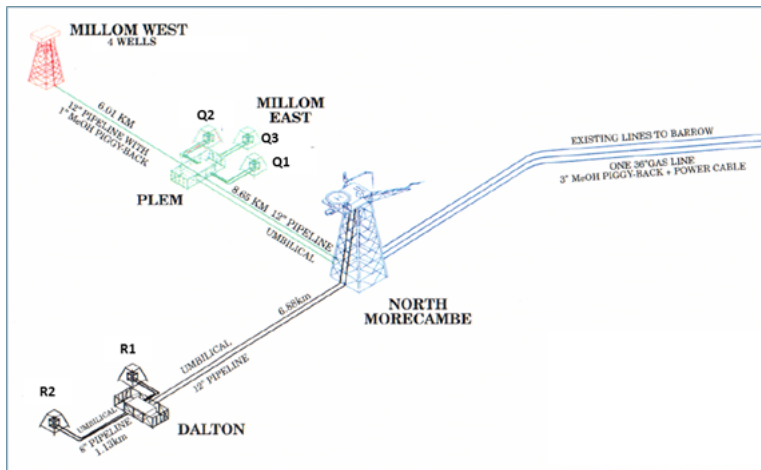 MILLOM WEST
4 WELLS
6.01 KM
12" PIPELINE WITH
1" MeOH PIGGY-BACK
Q2
MILLOM
EAST
Q3
Q1
PLEM
8.65 KM 12" PIPELINE
UMBILICAL
EXISTING LINES TO BARROW
ONE 36"GAS LINE
3" MeOH PIGGY-BACK + POWER CABLE
NORTH
MORECAMBE
6.88km
UMBILICAL
12" PIPELINE
R1
R2
UMBILICAL
8" PIPELINE
1.13km
DALTON